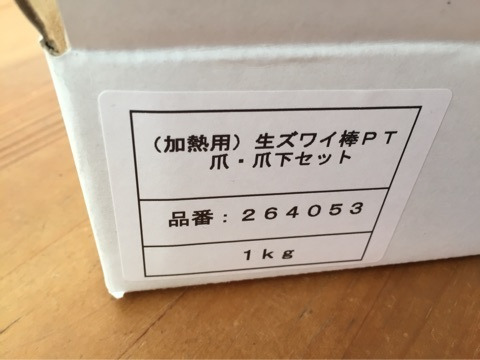 （加熱用）生ズワイ棒ＰＴ
爪・爪下セット
品番：２６４０５３
１ｋｇ